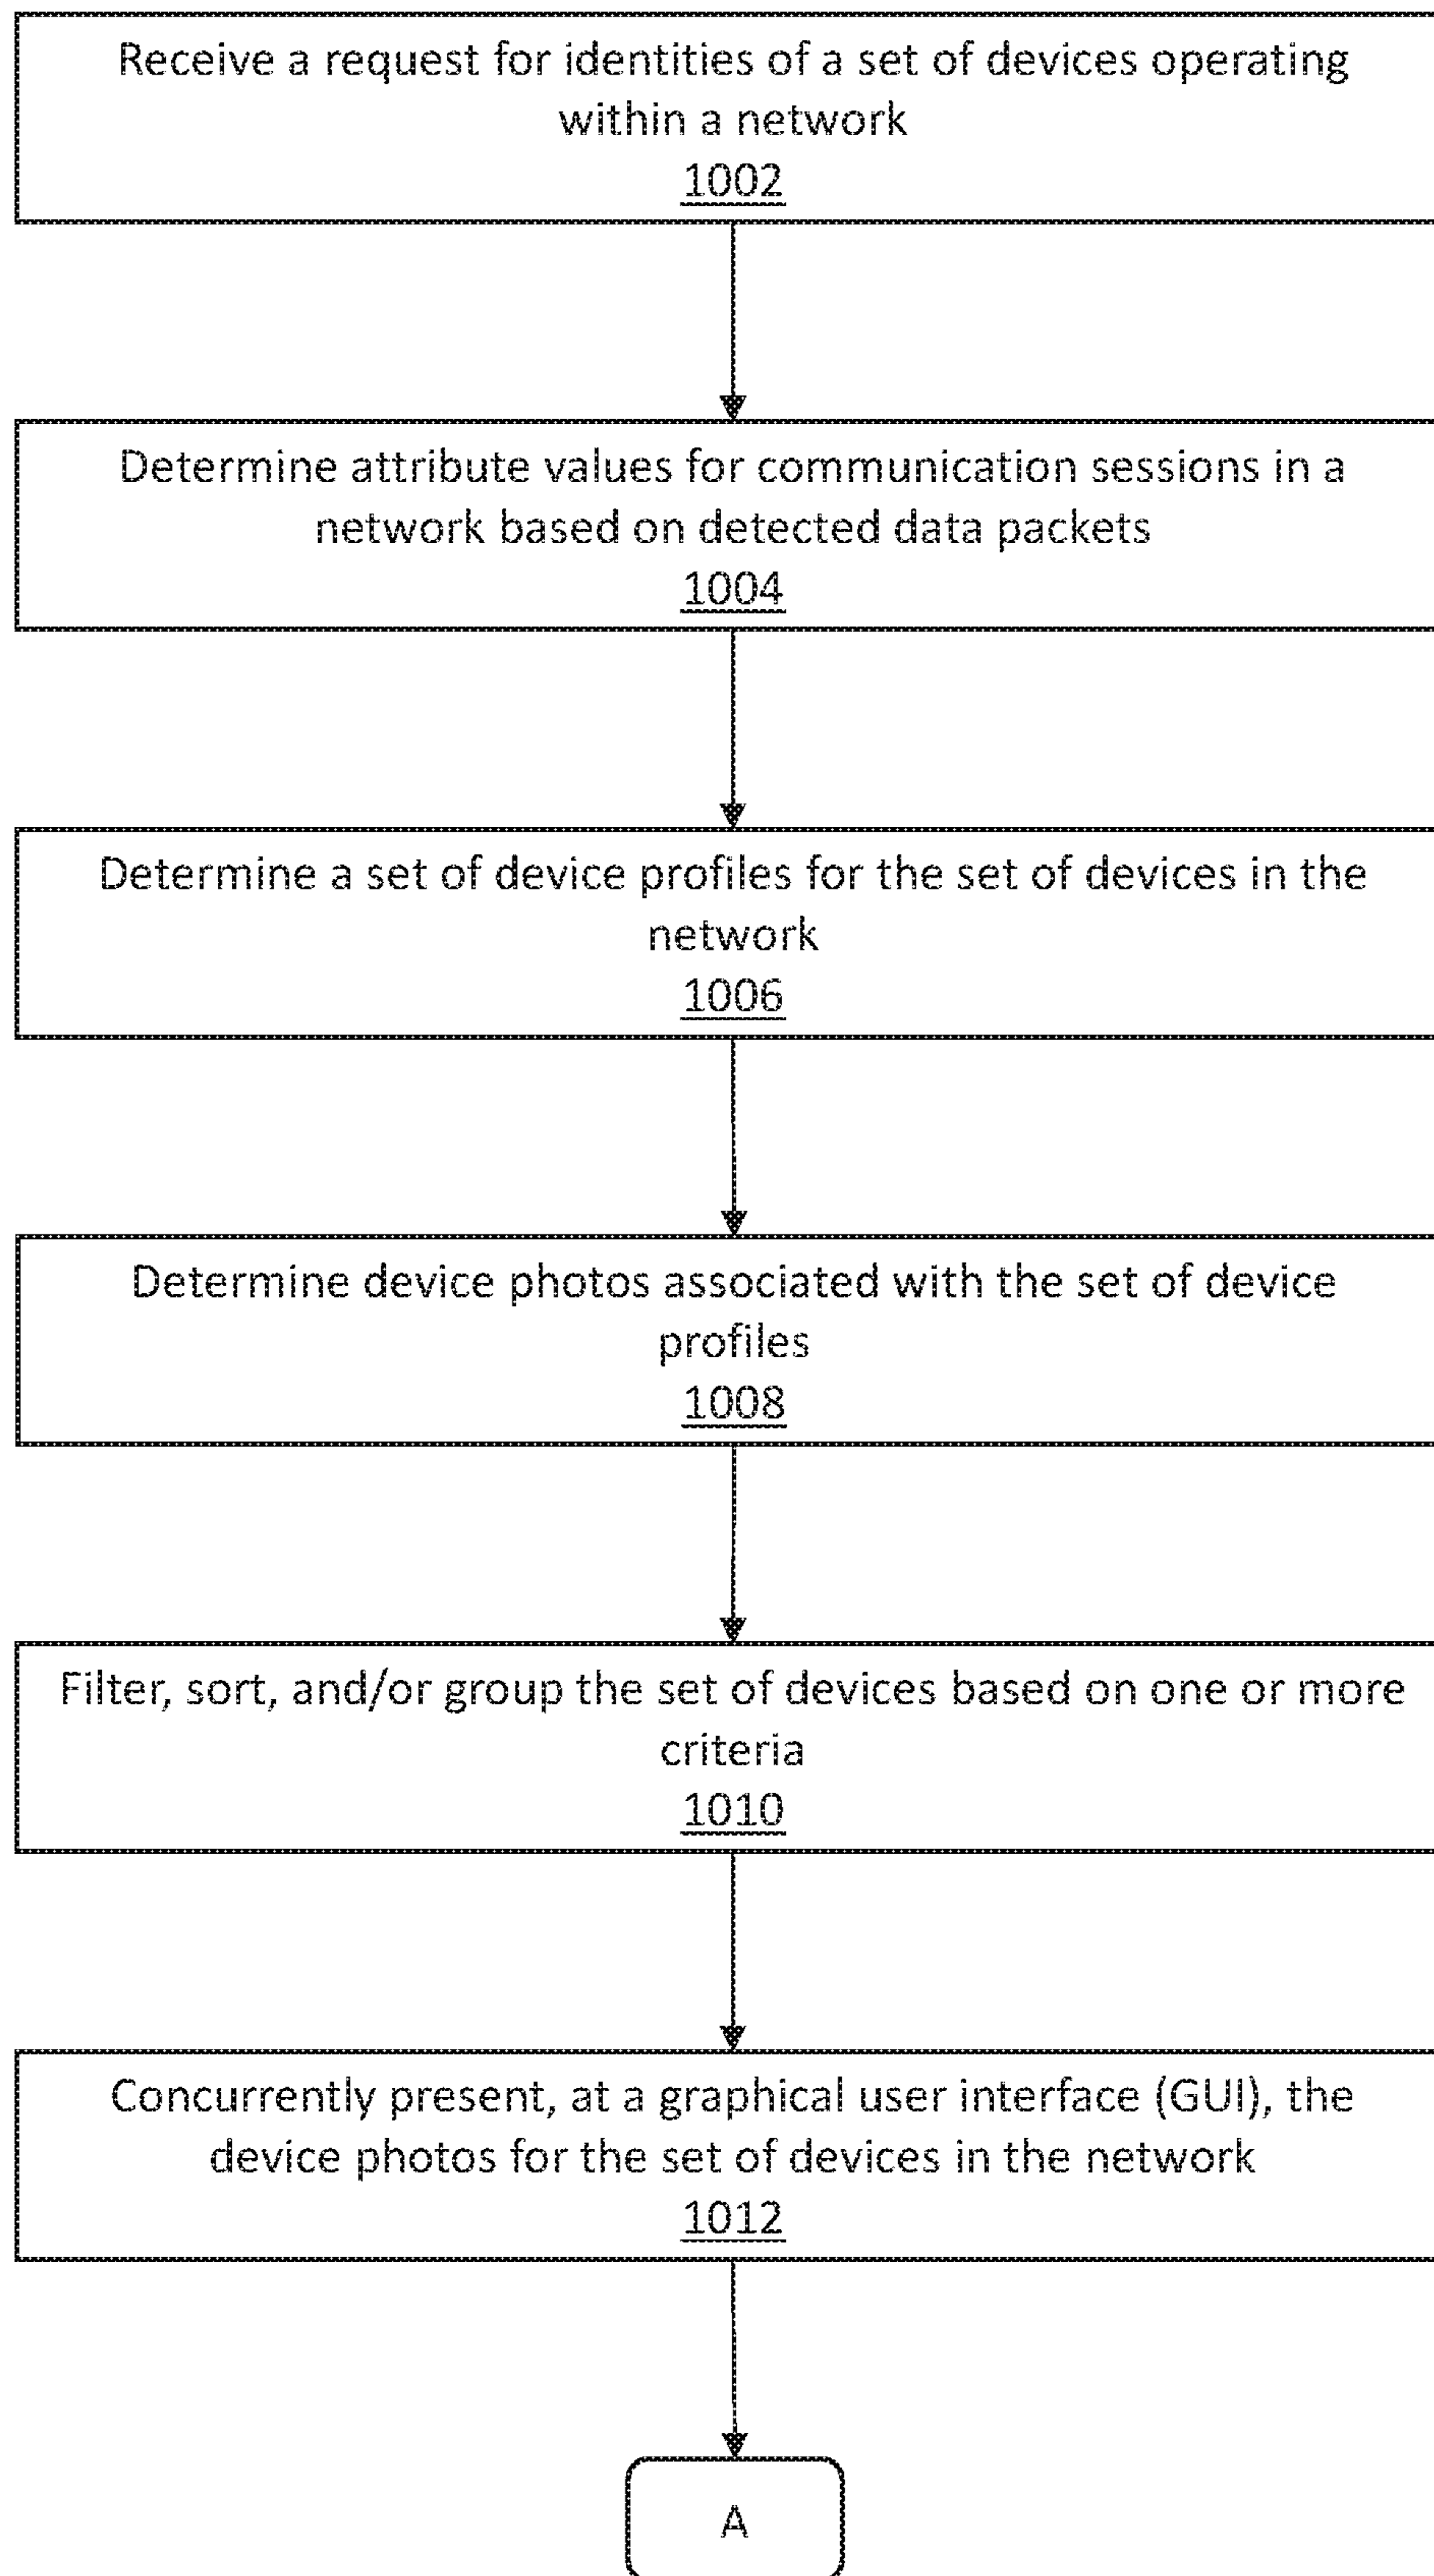 Receive a request for identities of a set of devices operating
within a network
1002
Determine attribute values for communication sessions in a
network based on detected data packets
1004
Determine a set of device profiles for the set of devices in the
network
1006
Determine device photos associated with the set of device
profiles
1008
Filter, sort, and/or group the set of devices based on one or more
criteria
1010
Concurrently present, at a graphical user interface (GUI), the
device photos for the set of devices in the network
1012
A